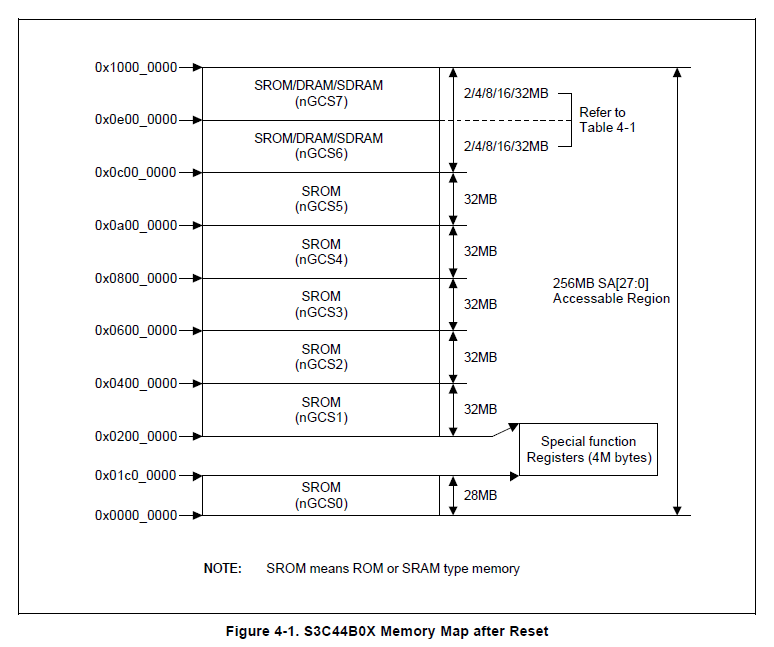 0x1000_0000
SROM/DRAM/SDRAM
(nGCS7)
2/4/8/16/32MB
Refer to
Table 4-1
0x0e00_0000
SROM/DRAM/SDRAM
(nGCS6)
2/4/8/16/32MB
0x0c00_0000
SROM
(nGCS5)
32MB
0x0a00_0000
SROM
(nGCS4)
32MB
256MB SA[27:0]
Accessable Region
0x0800_0000
SROM
(nGCS3)
32MB
0x0600_0000
SROM
(nGCS2)
32MB
0x0400_0000
SROM
(nGCS1)
32MB
0x0200_0000
Special function
Registers (4M bytes)
0x01c0_0000
SROM
(nGCS0)
28MB
0x0000_0000
NOTE: SROM means ROM or SRAM type memory
Figure 4-1. S3C44B0X Memory Map after Reset